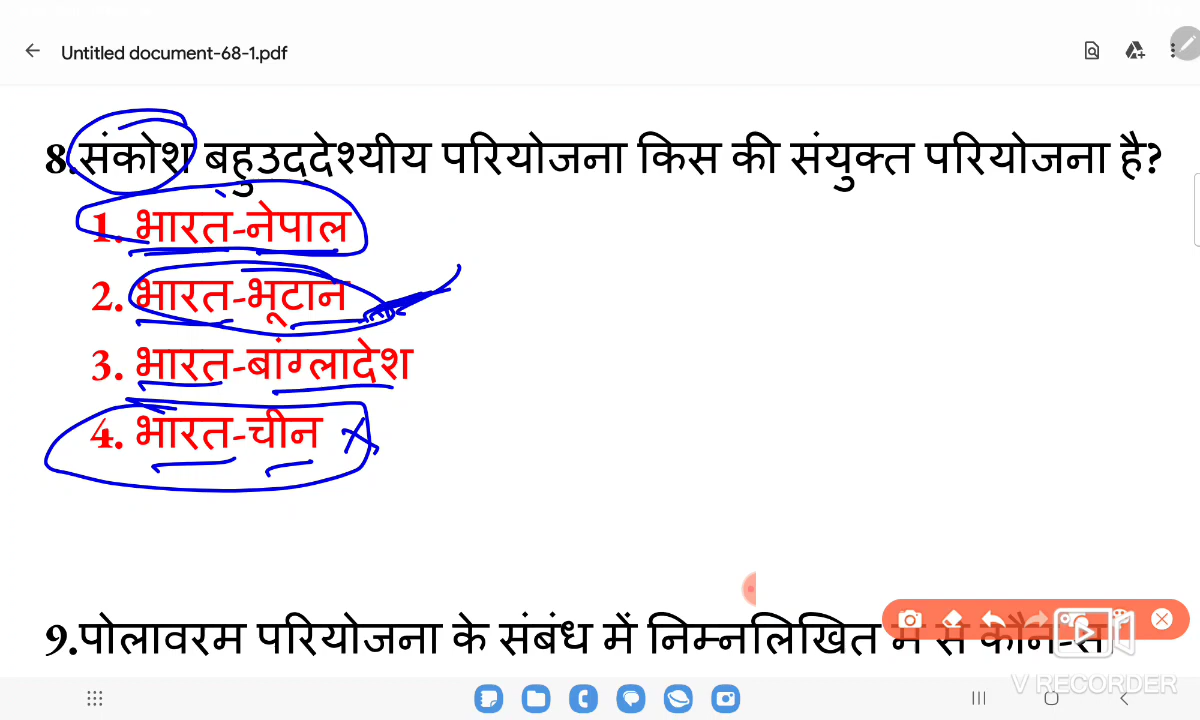 Untitled document-68-1.pdf
8.संकोश बहुउद्देश्यीय परियोजना किस की संयुक्त परियोजना है?
1. भारत-नेपाल
2. भारत-भूटान
3. भारत-बांग्लादेश
4. भारत-चीन
9.पोलावरम परियोजना के संबंध में निम्नलिखित में से कौन-सा
V RECORDER